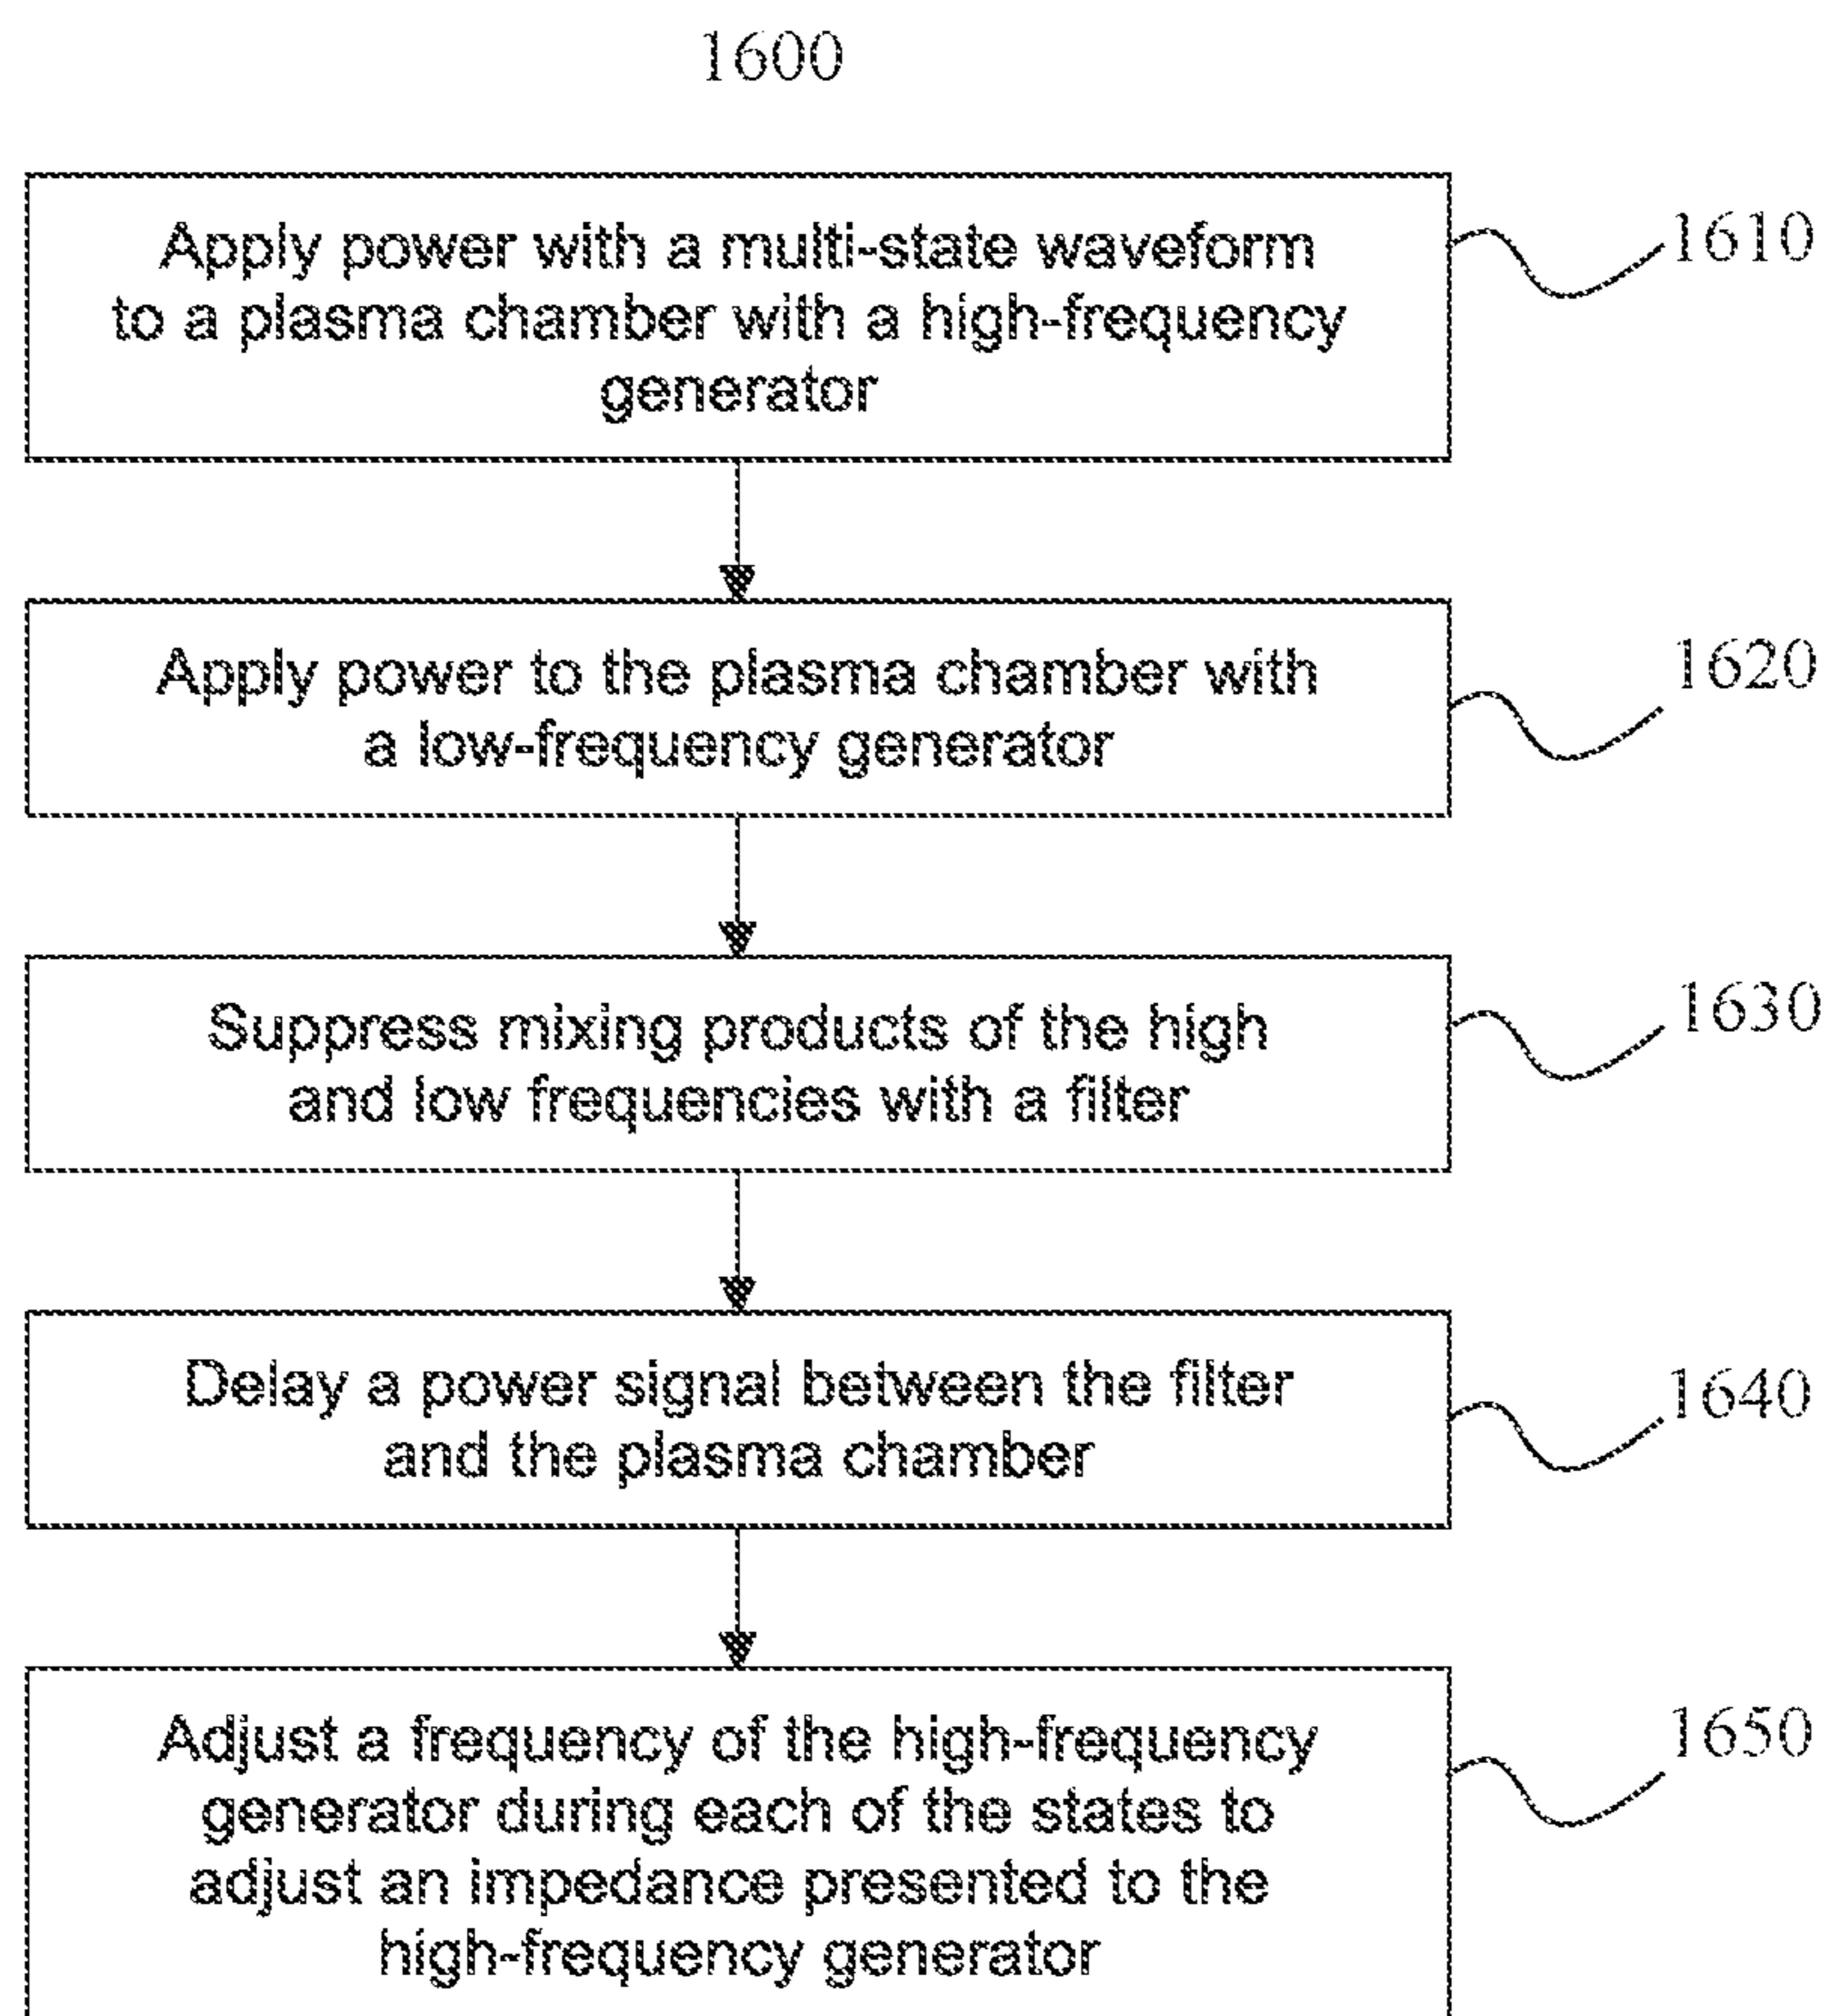 1600
Apply power with a multi-state waveform
to a plasma chamber with a high-frequency
generator
1610
Apply power to the plasma chamber with
a low-frequency generator
1620
Suppress mixing products of the high
and low frequencies with a filter
1630
Delay a power signal between the filter
and the plasma chamber
1640
Adjust a frequency of the high-frequency
generator during each of the states to
adjust an impedance presented to the
high-frequency generator
1650